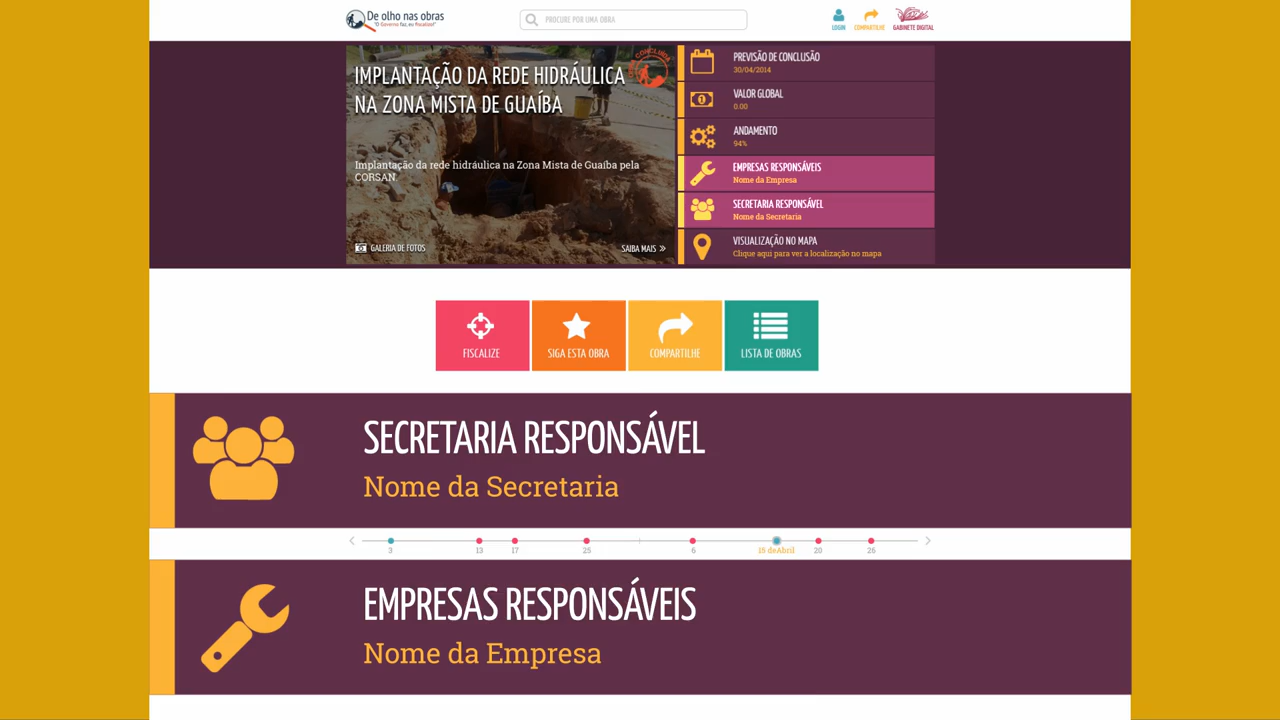 De olho nas obras
"O Governo faz, eu fiscalizo!"
PROCURE POR UMA OBRA
LOGIN
COMPARTILHE
GABINETE DIGITAL
IMPLANTAÇÃO DA REDE HIDRÁULICA
NA ZONA MISTA DE GUAÍBA
Implantação da rede hidráulica na Zona Mista de Guaíba pela
CORSAN.
GALERIA DE FOTOS
SAIBA MAIS
PREVISÃO DE CONCLUSÃO
30/04/2014
VALOR GLOBAL
0.00
ANDAMENTO
94%
EMPRESAS RESPONSÁVEIS
Nome da Empresa
SECRETARIA RESPONSÁVEL
Nome da Secretaria
VISUALIZAÇÃO NO MAPA
Clique aqui para ver a localização no mapa
FISCALIZE
SIGA ESTA OBRA
COMPARTILHE
LISTA DE OBRAS
SECRETARIA RESPONSÁVEL
Nome da Secretaria
3 13 17 25 6 15 deAbril 20 26
EMPRESAS RESPONSÁVEIS
Nome da Empresa